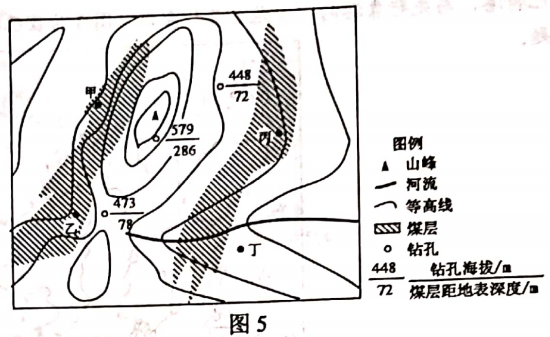 448
72
甲
579
286
丙
473
78
乙
丁
图例
山峰
河流
等高线
煤层
钻孔
448 钻孔海拔/m
72 煤层距地表深度/m
图5